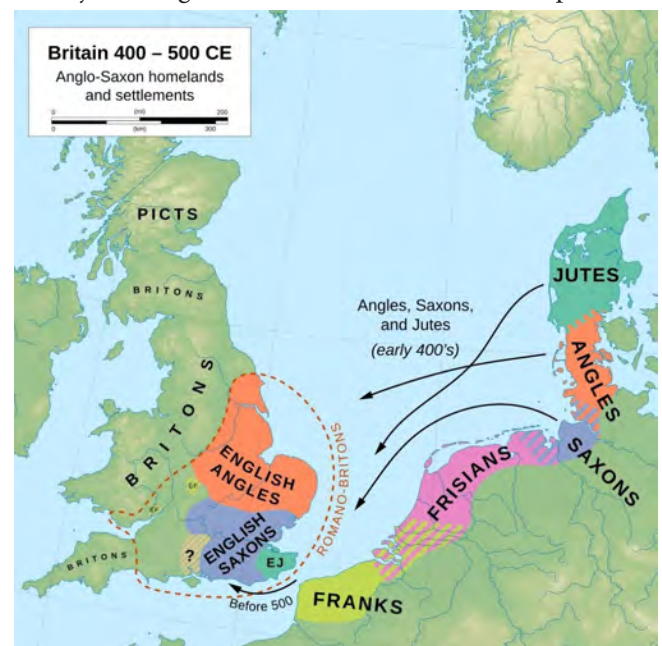 Britain 400 – 500 CE
Anglo-Saxon homelands
and settlements
0 (mi) 200
0 (km) 300
PICTS
BRITONS
JUTES
Angles, Saxons,
and Jutes
(early 400's)
ANGLES
BRITONS
ENGLISH
ANGLES
ROMANO-BRITONS
SAXONS
FRISIANS
ENGLISH
SAXONS
?
EJ
BRITONS
Before 500
FRANKS